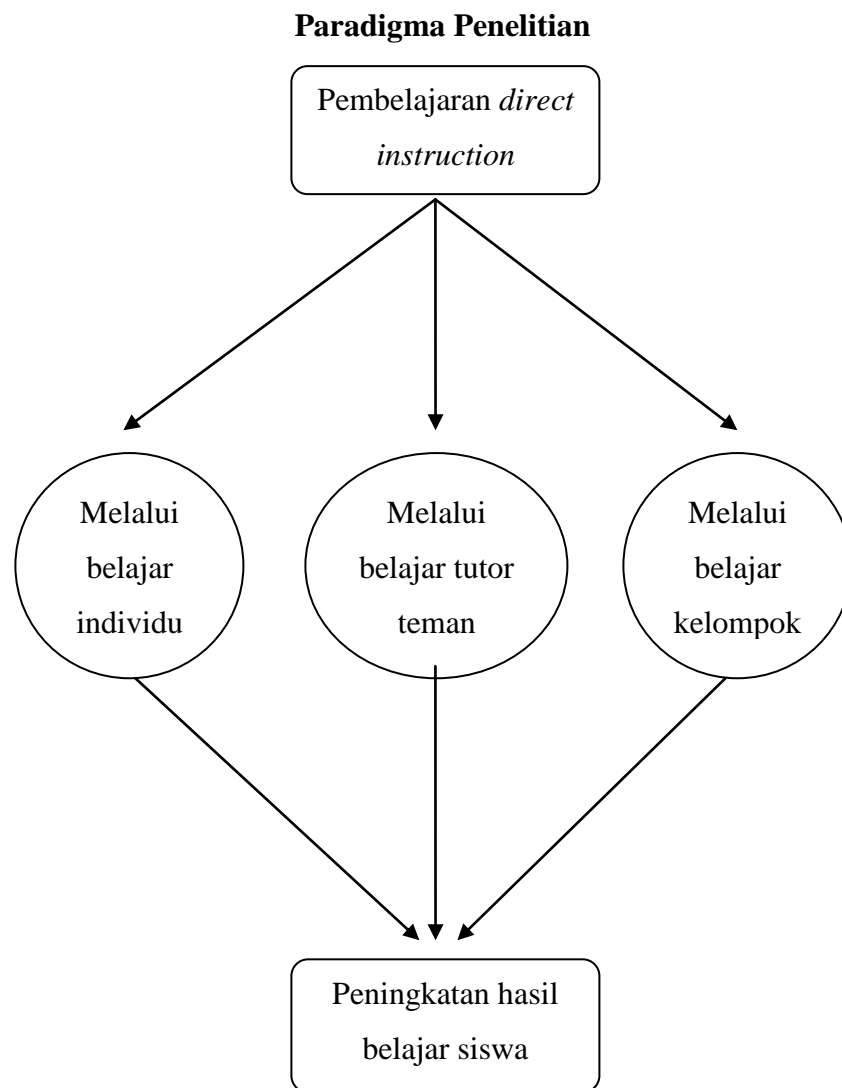 Paradigma Penelitian
Pembelajaran direct
instruction
Melalui
belajar
individu
Melalui
belajar tutor
teman
Melalui
belajar
kelompok
Peningkatan hasil
belajar siswa